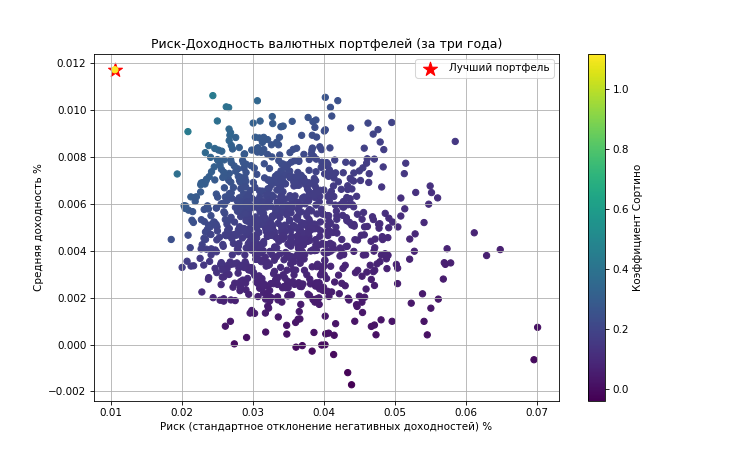 Риск-Доходность валютных портфелей (за три года)
Лучший портфель
0.012
0.010
0.008
0.006
0.004
0.002
0.000
−0.002
Средняя доходность %
0.01 0.02 0.03 0.04 0.05 0.06 0.07
Риск (стандартное отклонение негативных доходностей) %
1.0
0.8
0.6
0.4
0.2
0.0
Коэффициент Сортино